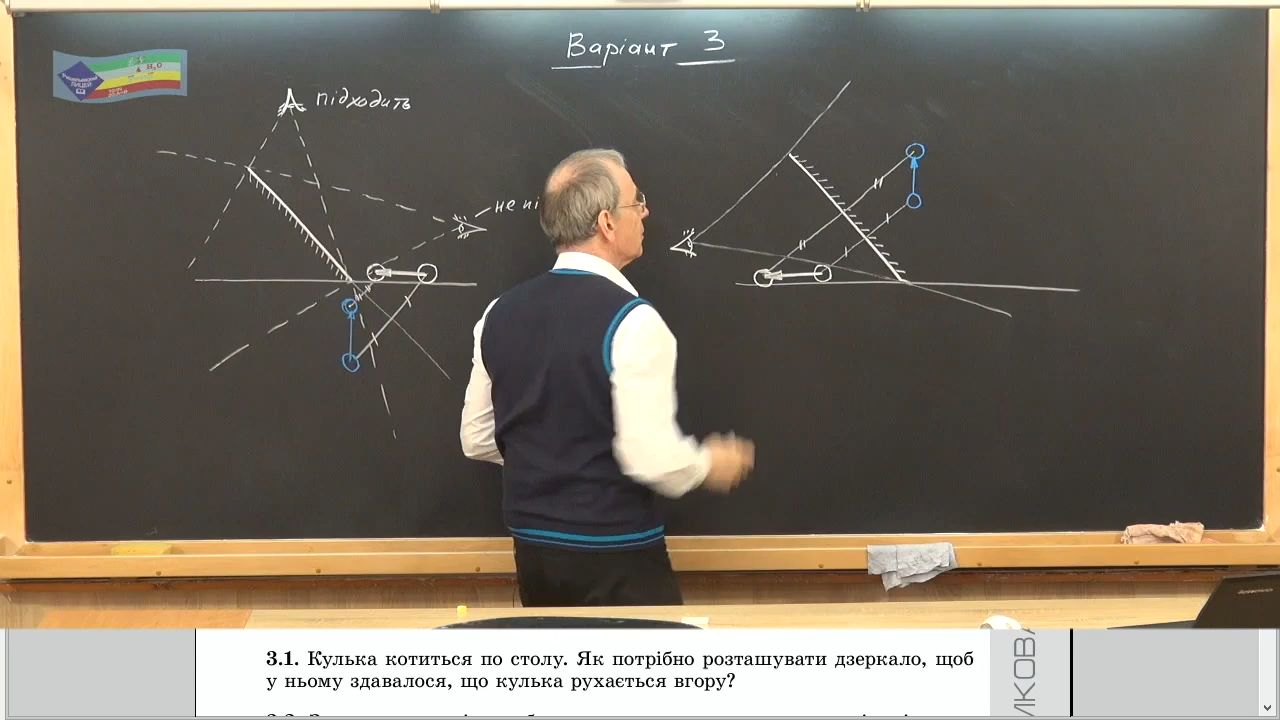 Варіант 3
підходить
не пі
3.1. Кулька котиться по столу. Як потрібно розташувати дзеркало, щоб
у ньому здавалося, що кулька рухається вгору?